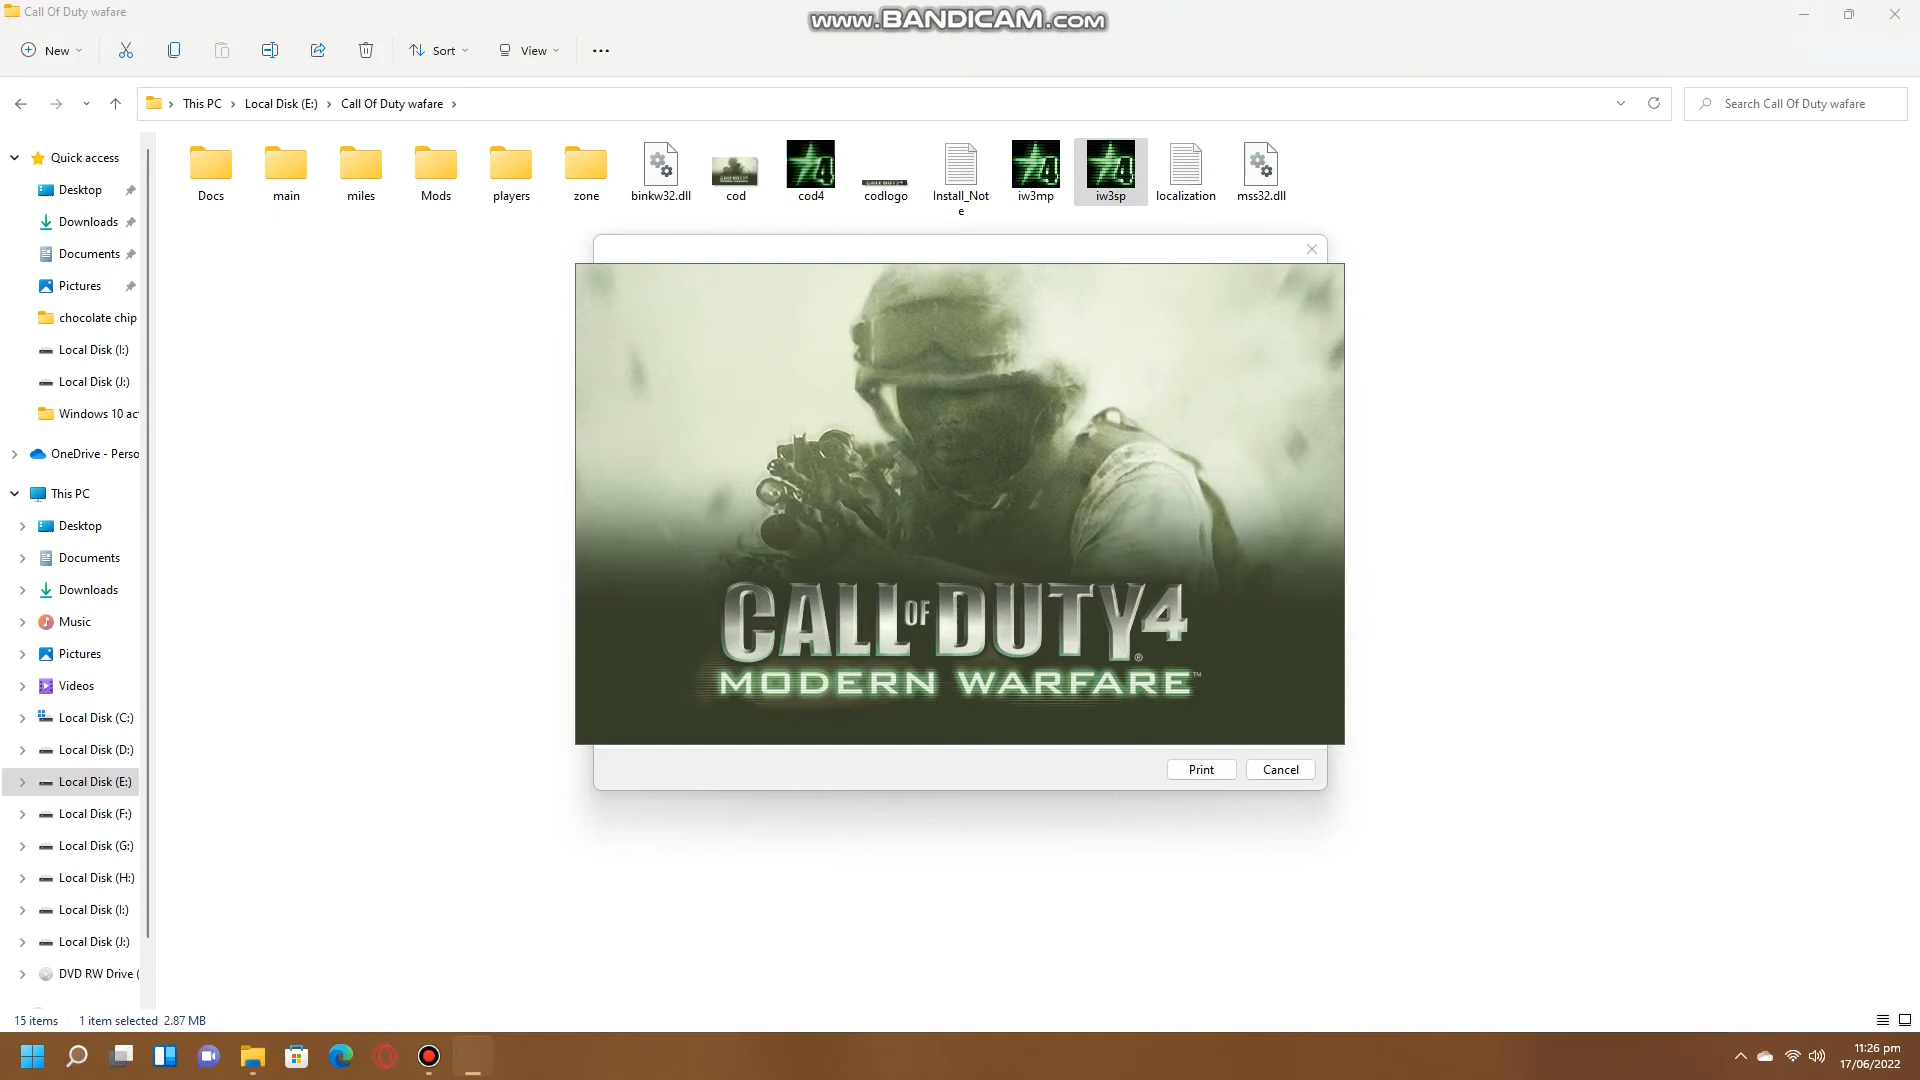 Call Of Duty wafare
www.BANDICAM.com
New
Sort
View
This PC
Local Disk (E:)
Call Of Duty wafare
Search Call Of Duty wafare
Quick access
Desktop
Downloads
Documents
Pictures
chocolate chip
Local Disk (I:)
Local Disk (J:)
Windows 10 ac
OneDrive - Perso
This PC
Desktop
Documents
Downloads
Music
Pictures
Videos
Local Disk (C:)
Local Disk (D:)
Local Disk (E:)
Local Disk (F:)
Local Disk (G:)
Local Disk (H:)
Local Disk (I:)
Local Disk (J:)
DVD RW Drive (
Docs
main
miles
Mods
players
zone
binkw32.dll
cod
cod4
codlogo
Install_Not
e
iw3mp
iw3sp
localization
mss32.dll
CALL OF DUTY 4®
MODERN WARFARE™
Print
Cancel
15 items
1 item selected 2.87 MB
11:26 pm
17/06/2022